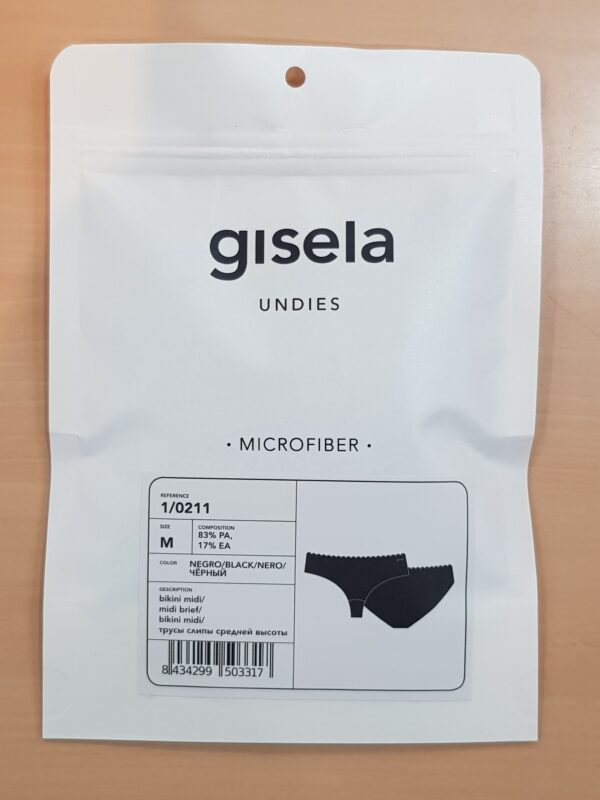 gisela
UNDIES
· MICROFIBER ·
REFERENCE
1/0211
SIZE
M
COMPOSITION
83% PA,
17% EA
COLOR
NEGRO/BLACK/NERO/
ЧЁРНЫЙ
DESCRIPTION
bikini midi/
midi brief/
bikini midi/
трусы слипы средней высоты
8 434299 503317